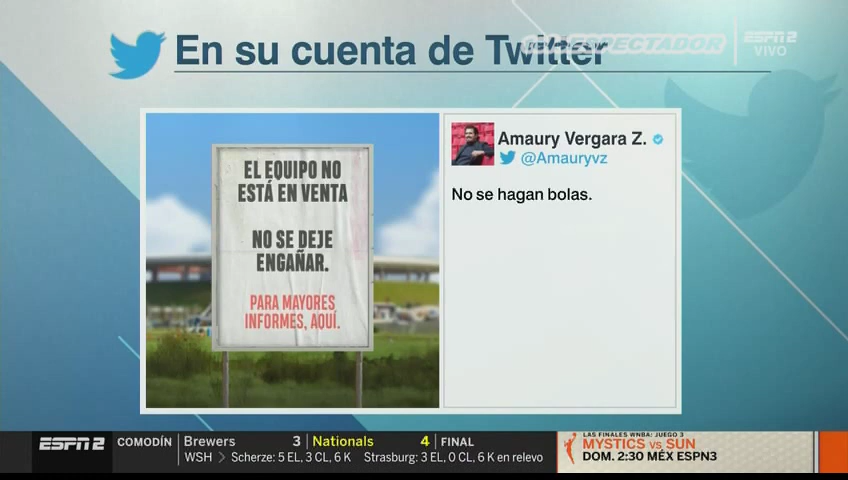 En su cuenta de Twitter
ESPECTADOR
ESPN 2
VIVO
EL EQUIPO NO
ESTÁ EN VENTA
NO SE DEJE
ENGAÑAR.
PARA MAYORES
INFORMES, AQUÍ.
Amaury Vergara Z.
@Amauryvz
No se hagan bolas.
ESPN 2
COMODÍN
Brewers 3 Nationals 4 FINAL
WSH > Scherze: 5 EL, 3 CL, 6 K Strasburg: 3 EL, 0 CL, 6 K en relevo
LAS FINALES WNBA: JUEGO 3
MYSTICS VS SUN
DOM. 2:30 MÉX ESPN3